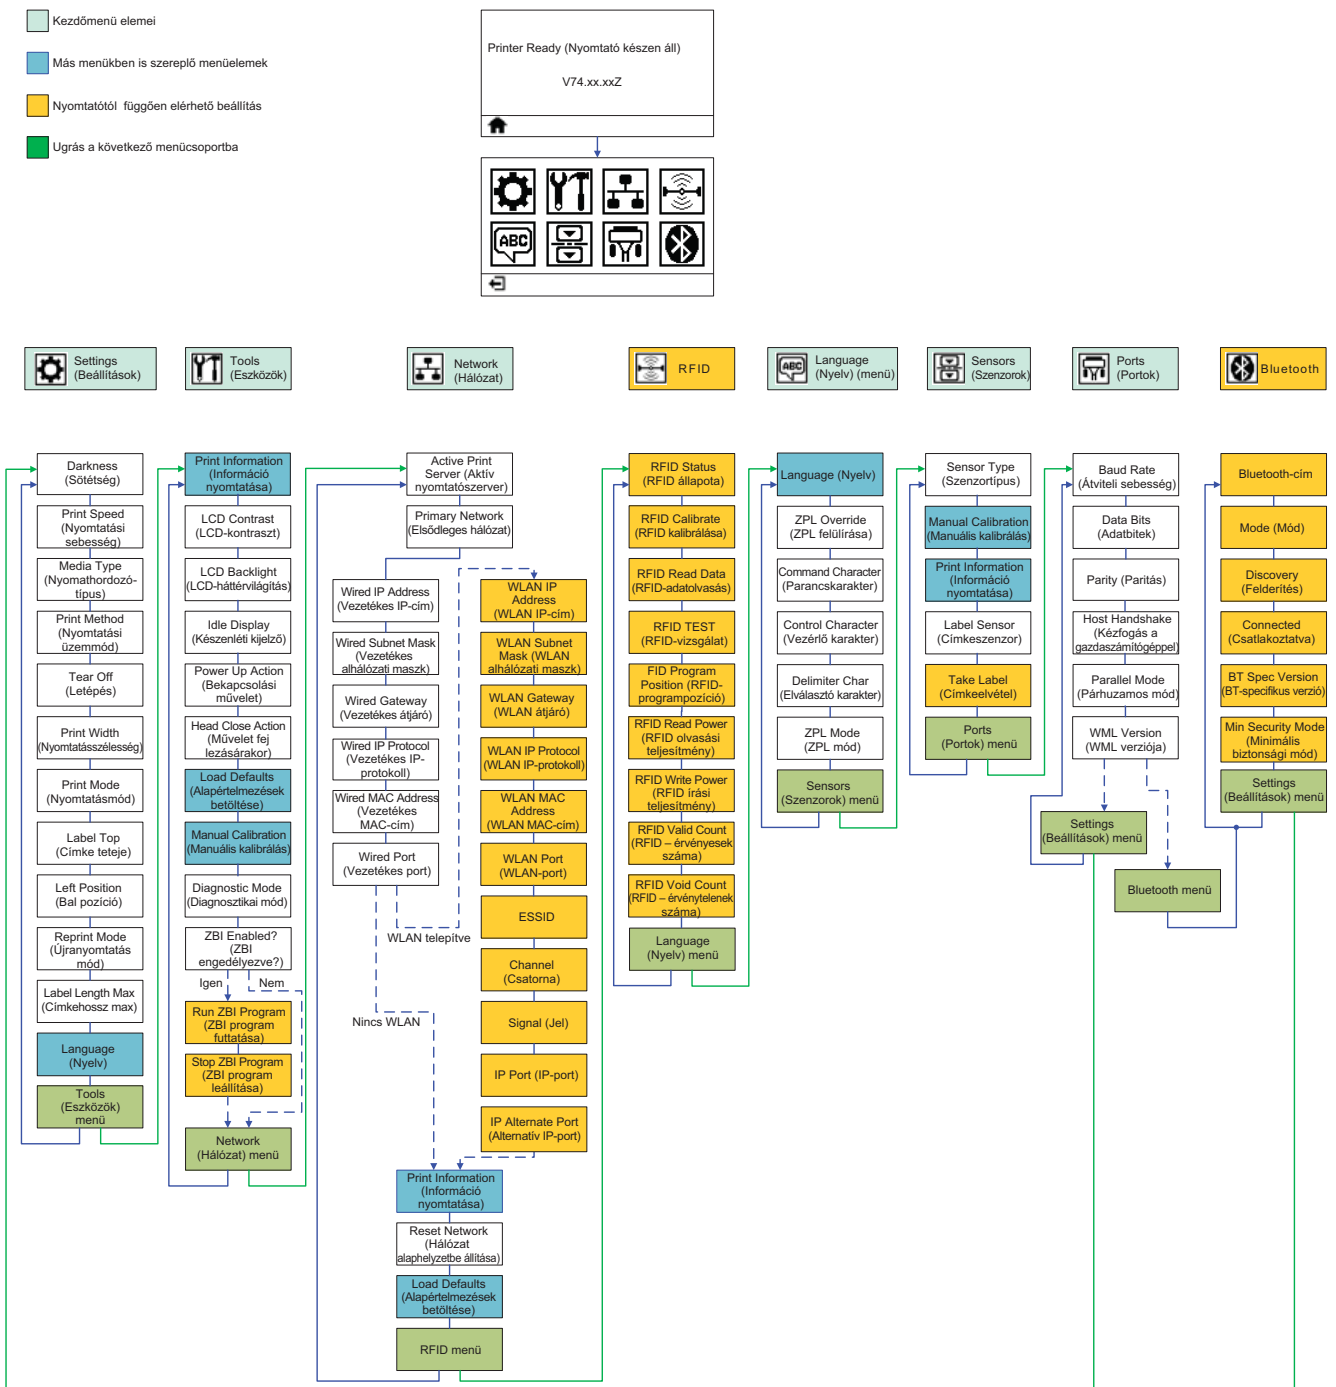 Kezdőmenü elemei
Más menükben is szereplő menüelemek
Nyomtatótól függően elérhető beállítás
Ugrás a következő menücsoportba
Printer Ready (Nyomtató készen áll)
V74.xx.xxZ
ABC
Settings
(Beállítások)
Tools
(Eszközök)
Network
(Hálózat)
RFID
ABC
Language
(Nyelv) (menü)
Sensors
(Szenzorok)
Ports
(Portok)
Bluetooth
Darkness
(Sötétség)
Print Speed
(Nyomtatási
sebesség)
Media Type
(Nyomathordozó-
típus)
Print Method
(Nyomtatási
üzemmód)
Tear Off
(Letépés)
Print Width
(Nyomtatásszélesség)
Print Mode
(Nyomtatásmód)
Label Top
(Címke teteje)
Left Position
(Bal pozíció)
Reprint Mode
(Újranyomtatás
mód)
Label Length Max
(Címkehossz max)
Language
(Nyelv)
Tools
(Eszközök)
menü
Print Information
(Információ
nyomtatása)
LCD Contrast
(LCD-kontraszt)
LCD Backlight
(LCD-háttérvilágítás)
Idle Display
(Készenléti kijelző)
Power Up Action
(Bekapcsolási
művelet)
Head Close Action
(Művelet fej
lezásárakor)
Load Defaults
(Alapértelmezések
betöltése)
Manual Calibration
(Manuális kalibrálás)
Diagnostic Mode
(Diagnosztikai mód)
ZBI Enabled?
(ZBI
engedélyezve?)
Igen
Nem
Run ZBI Program
(ZBI program
futtatása)
Stop ZBI Program
(ZBI program
leállítása)
Network
(Hálózat) menü
Active Print
Server (Aktív
nyomtatószerver)
Primary Network
(Elsődleges hálózat)
Wired IP Address
(Vezetékes IP-cím)
Wired Subnet Mask
(Vezetékes
alhálózati maszk)
Wired Gateway
(Vezetékes átjáró)
Wired IP Protocol
(Vezetékes IP-
protokoll)
Wired MAC Address
(Vezetékes
MAC-cím)
Wired Port
(Vezetékes port)
WLAN telepítve
Nincs WLAN
WLAN IP
Address
(WLAN IP-cím)
WLAN Subnet
Mask (WLAN
alhálózati maszk)
WLAN Gateway
(WLAN átjáró)
WLAN IP Protocol
(WLAN IP-protokoll)
WLAN MAC
Address
(WLAN MAC-cím)
WLAN Port
(WLAN-port)
ESSID
Channel
(Csatorna)
Signal (Jel)
IP Port (IP-port)
IP Alternate Port
(Alternatív IP-port)
Print Information
(Információ
nyomtatása)
Reset Network
(Hálózat
alaphelyzetbe állítása)
Load Defaults
(Alapértelmezések
betöltése)
RFID menü
RFID Status
(RFID állapota)
RFID Calibrate
(RFID kalibrálása)
RFID Read Data
(RFID-adatolvasás)
RFID TEST
(RFID-vizsgálat)
FID Program
Position (RFID-
programpozíció)
RFID Read Power
(RFID olvasási
teljesítmény)
RFID Write Power
(RFID írási
teljesítmény)
RFID Valid Count
(RFID – érvényesek
száma)
RFID Void Count
(RFID – érvénytelenek
száma)
Language
(Nyelv) menü
Language (Nyelv)
ZPL Override
(ZPL felülírása)
Command Character
(Parancskarakter)
Control Character
(Vezérlő karakter)
Delimiter Char
(Elválasztó karakter)
ZPL Mode
(ZPL mód)
Sensors
(Szenzorok) menü
Sensor Type
(Szenzortípus)
Manual Calibration
(Manuális kalibrálás)
Print Information
(Információ
nyomtatása)
Label Sensor
(Címkeszenzor)
Take Label
(Címkeelvétel)
Ports
(Portok) menü
Baud Rate
(Átviteli sebesség)
Data Bits
(Adatbitek)
Parity (Paritás)
Host Handshake
(Kézfogás a
gazdaszámítógéppel)
Parallel Mode
(Párhuzamos mód)
WML Version
(WML verziója)
Settings
(Beállítások) menü
Bluetooth menü
Bluetooth-cím
Mode (Mód)
Discovery
(Felderítés)
Connected
(Csatlakoztatva)
BT Spec Version
(BT-specifikus verzió)
Min Security Mode
(Minimális
biztonsági mód)
Settings
(Beállítások) menü